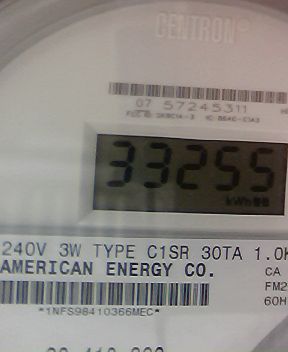 CENTRON®
07 57245311
33255
kWh
240V 3W TYPE C1SR 30TA 1.0K
AMERICAN ENERGY CO.
CA
FM2
60H
*1NFS98410366MEC*